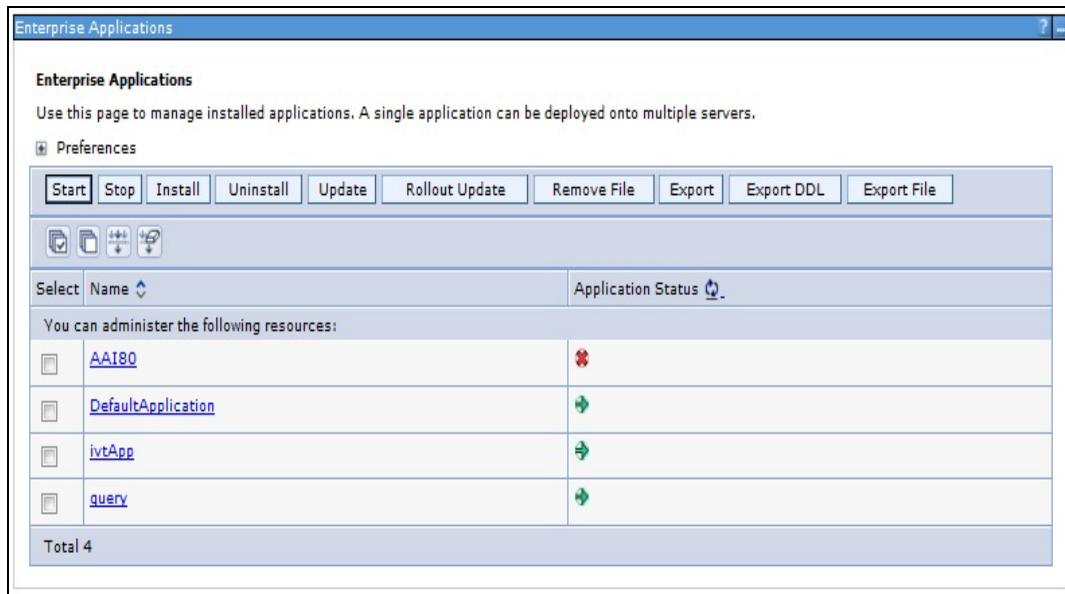 Enterprise Applications
?
Enterprise Applications
Use this page to manage installed applications. A single application can be deployed onto multiple servers.
Preferences
Start Stop Install Uninstall Update Rollout Update Remove File Export Export DDL Export File
Select Name Application Status
You can administer the following resources:
AAI80
DefaultApplication
ivtApp
query
Total 4